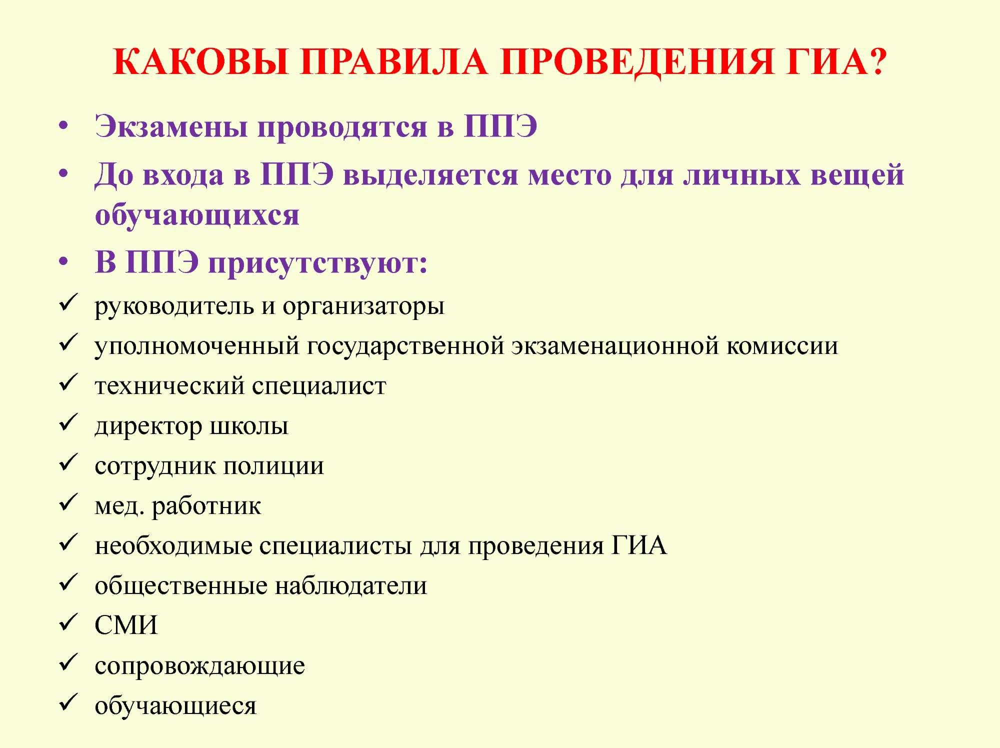 КАКОВЫ ПРАВИЛА ПРОВЕДЕНИЯ ГИА?
• Экзамены проводятся в ППЭ
• До входа в ППЭ выделяется место для личных вещей
обучающихся
• В ППЭ присутствуют:
✓ руководитель и организаторы
✓ уполномоченный государственной экзаменационной комиссии
✓ технический специалист
✓ директор школы
✓ сотрудник полиции
✓ мед. работник
✓ необходимые специалисты для проведения ГИА
✓ общественные наблюдатели
✓ СМИ
✓ сопровождающие
✓ обучающиеся